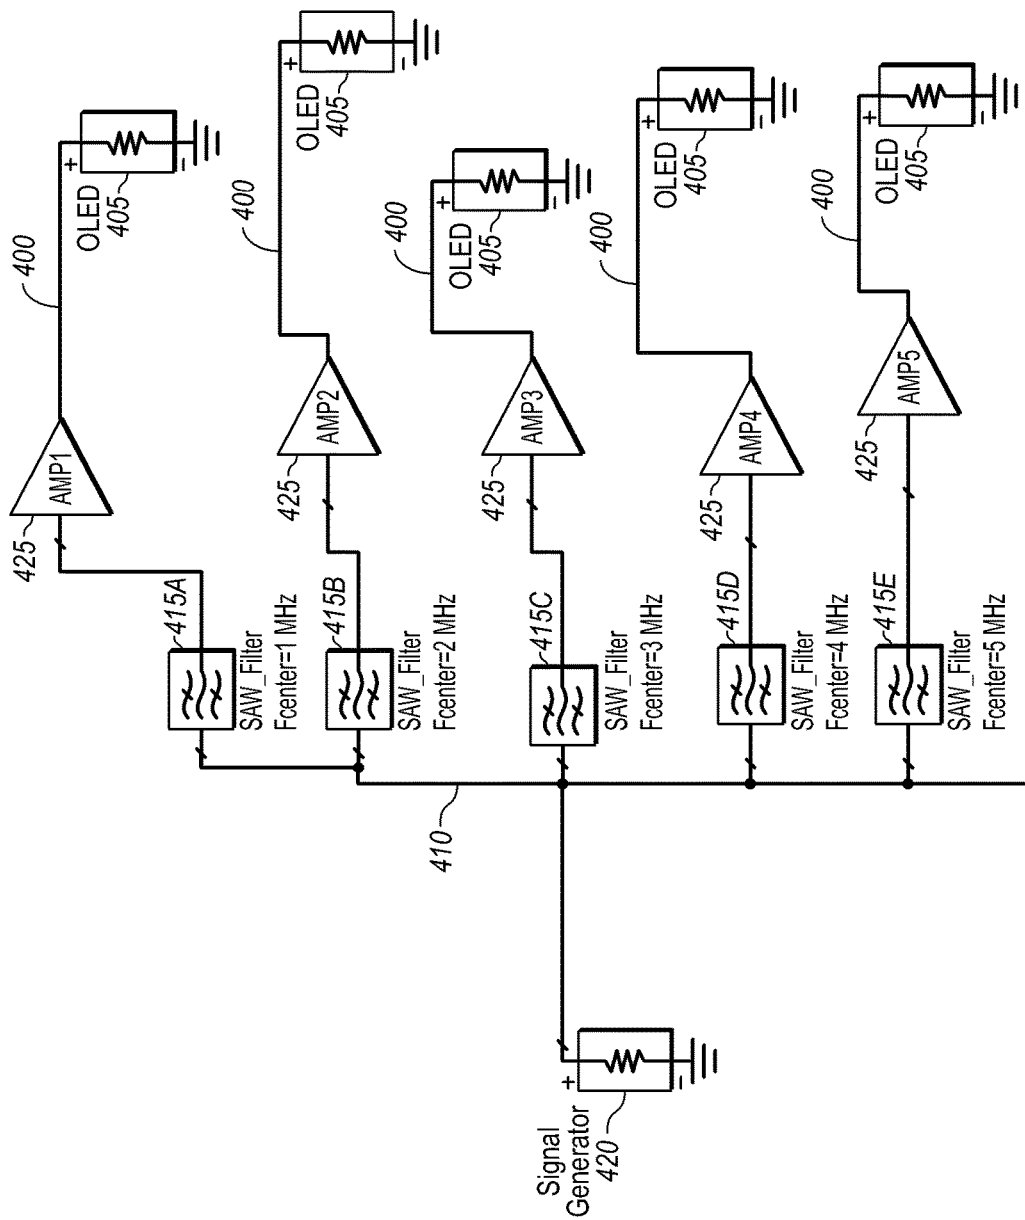 AMP1
425
400
OLED
405
+
–
415A
SAW_Filter
Fcenter=1 MHz
AMP2
425
400
OLED
405
+
–
415B
SAW_Filter
Fcenter=2 MHz
AMP3
425
400
OLED
405
+
–
415C
SAW_Filter
Fcenter=3 MHz
AMP4
425
400
OLED
405
+
–
415D
SAW_Filter
Fcenter=4 MHz
AMP5
425
400
OLED
405
+
–
415E
SAW_Filter
Fcenter=5 MHz
410
Signal
Generator
420
+
–